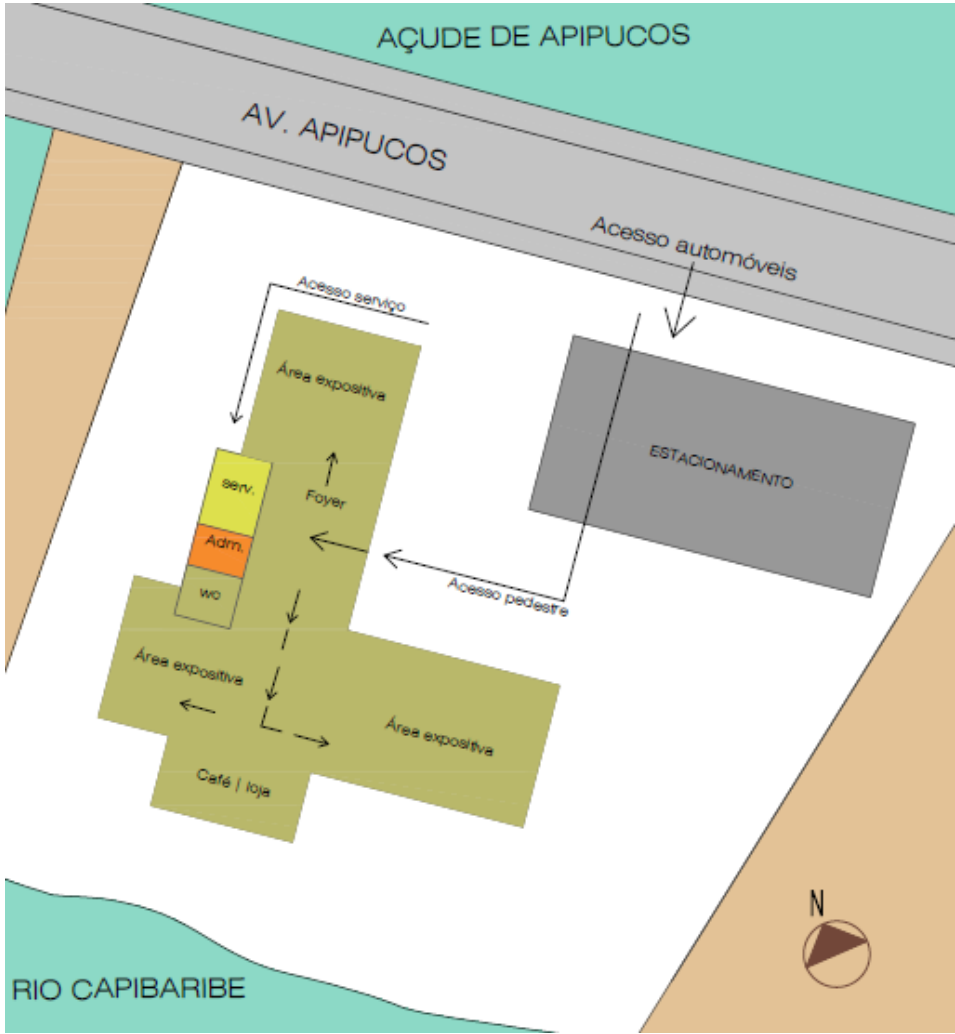 AÇUDE DE APIPUCOS
AV. APIPUCOS
Acesso automóveis
Acesso serviço
Área expositiva
ESTACIONAMENTO
serv.
Foyer
Adm.
Acesso pedestre
wc
Área expositiva
Área expositiva
Café | loja
N
RIO CAPIBARIBE